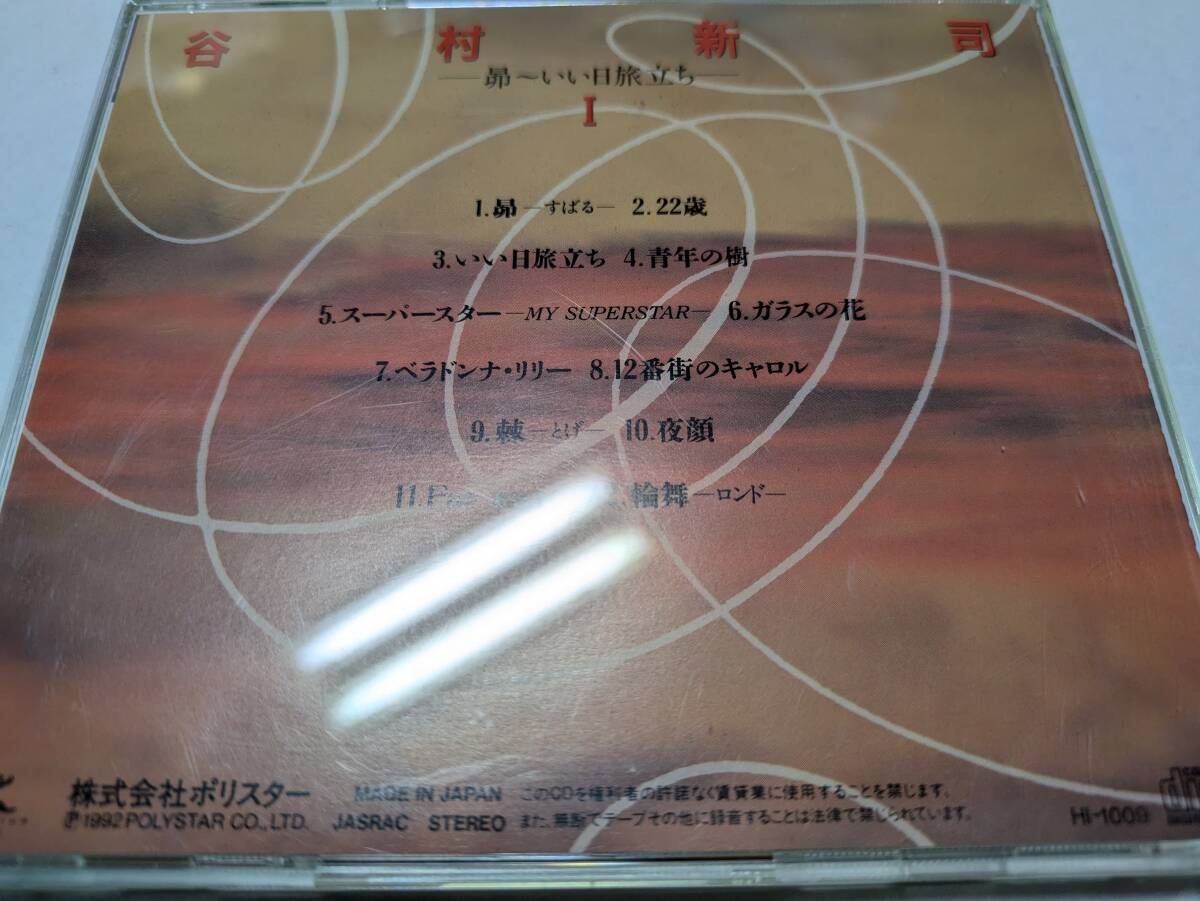 谷村新司
―昴〜いい日旅立ち―
I
1.昴―すばる― 2.22歳
3.いい日旅立ち 4.青年の樹
5.スーパースター―MY SUPERSTAR― 6.ガラスの花
7.ベラドンナ・リリー 8.12番街のキャロル
9.棘―とげ― 10.夜顔
11. 輪舞―ロンド―
株式会社ポリスター MADE IN JAPAN このCDを権利者の許諾なく賃貸業に使用することを禁じます。
℗1992 POLYSTAR CO., LTD. JASRAC STEREO また、無断でテープその他に録音することは法律で禁じられています。
HI-1009